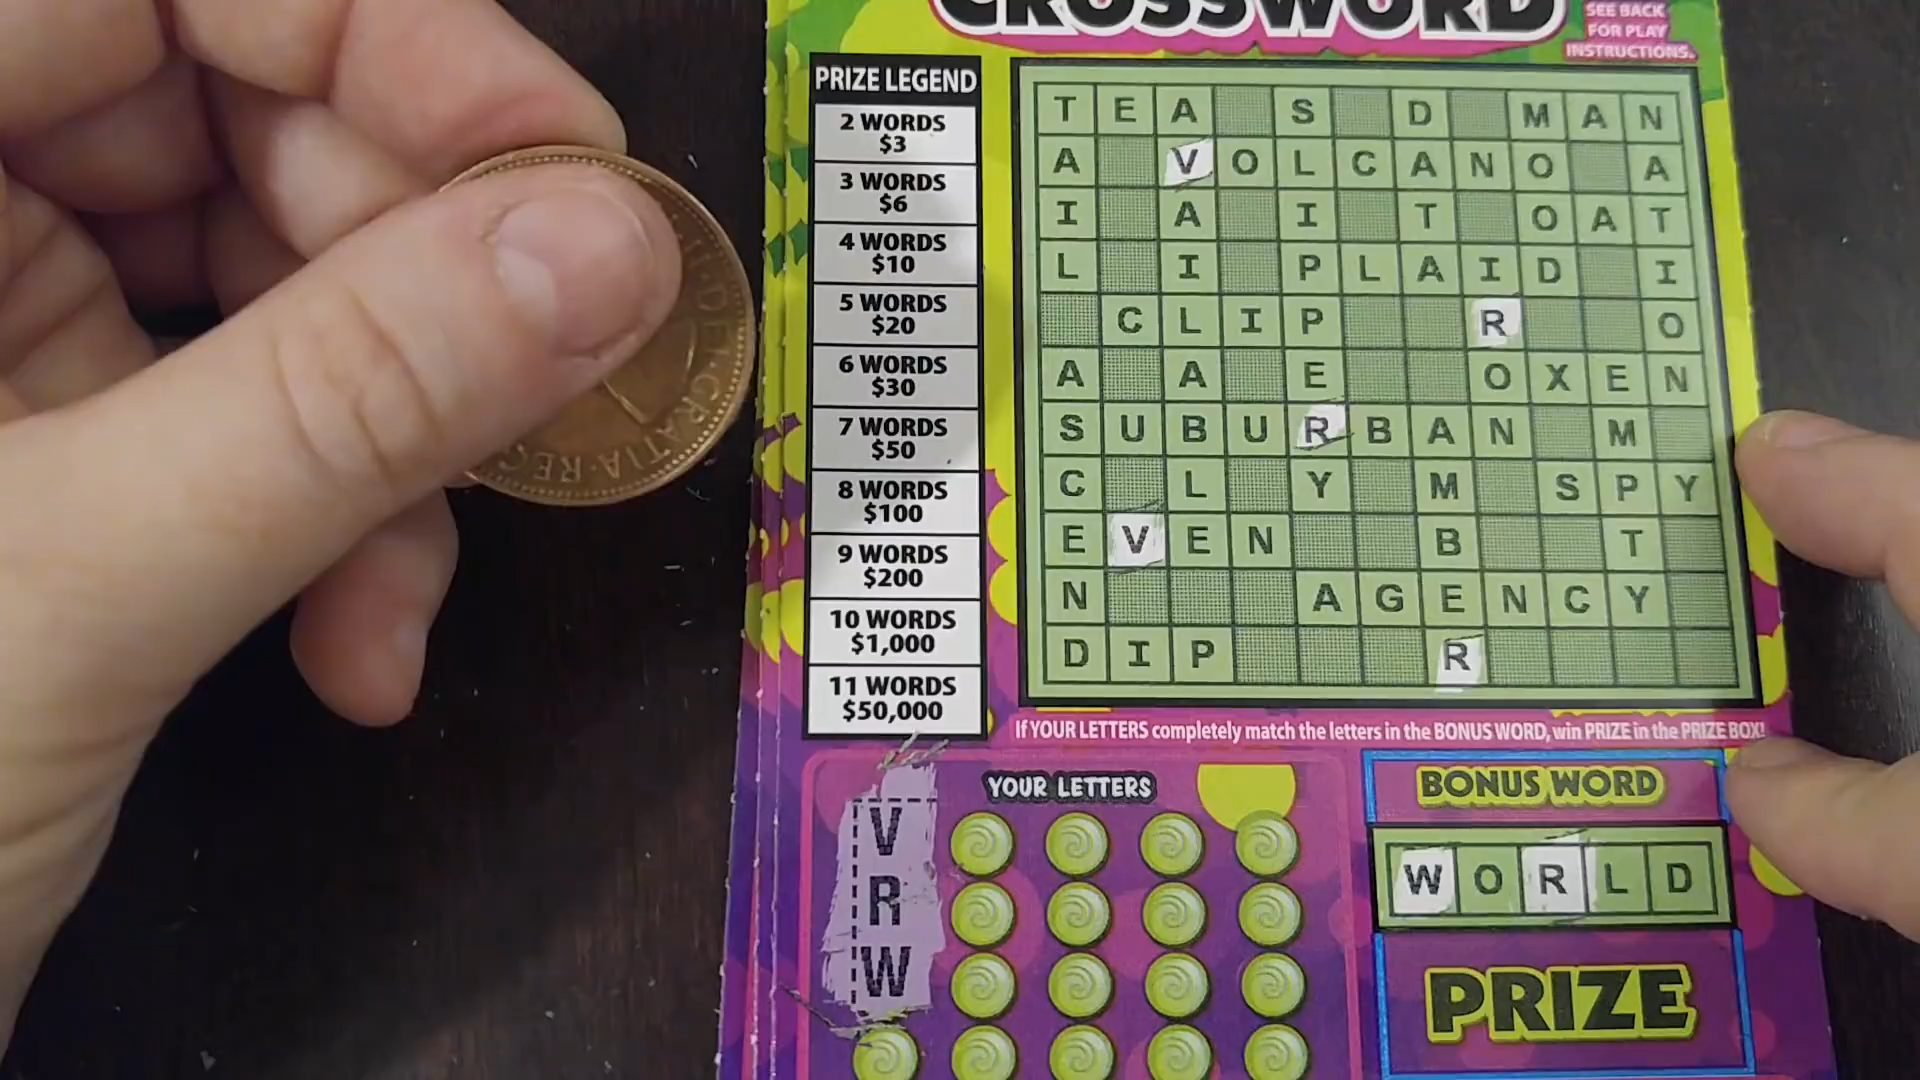 CROSSWORD
SEE BACK
FOR PLAY
INSTRUCTIONS.
PRIZE LEGEND
2 WORDS
$3
3 WORDS
$6
4 WORDS
$10
5 WORDS
$20
6 WORDS
$30
7 WORDS
$50
8 WORDS
$100
9 WORDS
$200
10 WORDS
$1,000
11 WORDS
$50,000
T E A S D M A N
A V O L C A N O A
I A I T O A T
L I P L A I D I
C L I P R O
A A E O X E N
S U B U R B A N M
C L Y M S P Y
E V E N B T
N A G E N C Y
D I P R
If YOUR LETTERS completely match the letters in the BONUS WORD, win PRIZE in the PRIZE BOX!
YOUR LETTERS
V
R
W
BONUS WORD
W O R L D
PRIZE
DEI·GRATIA·REG